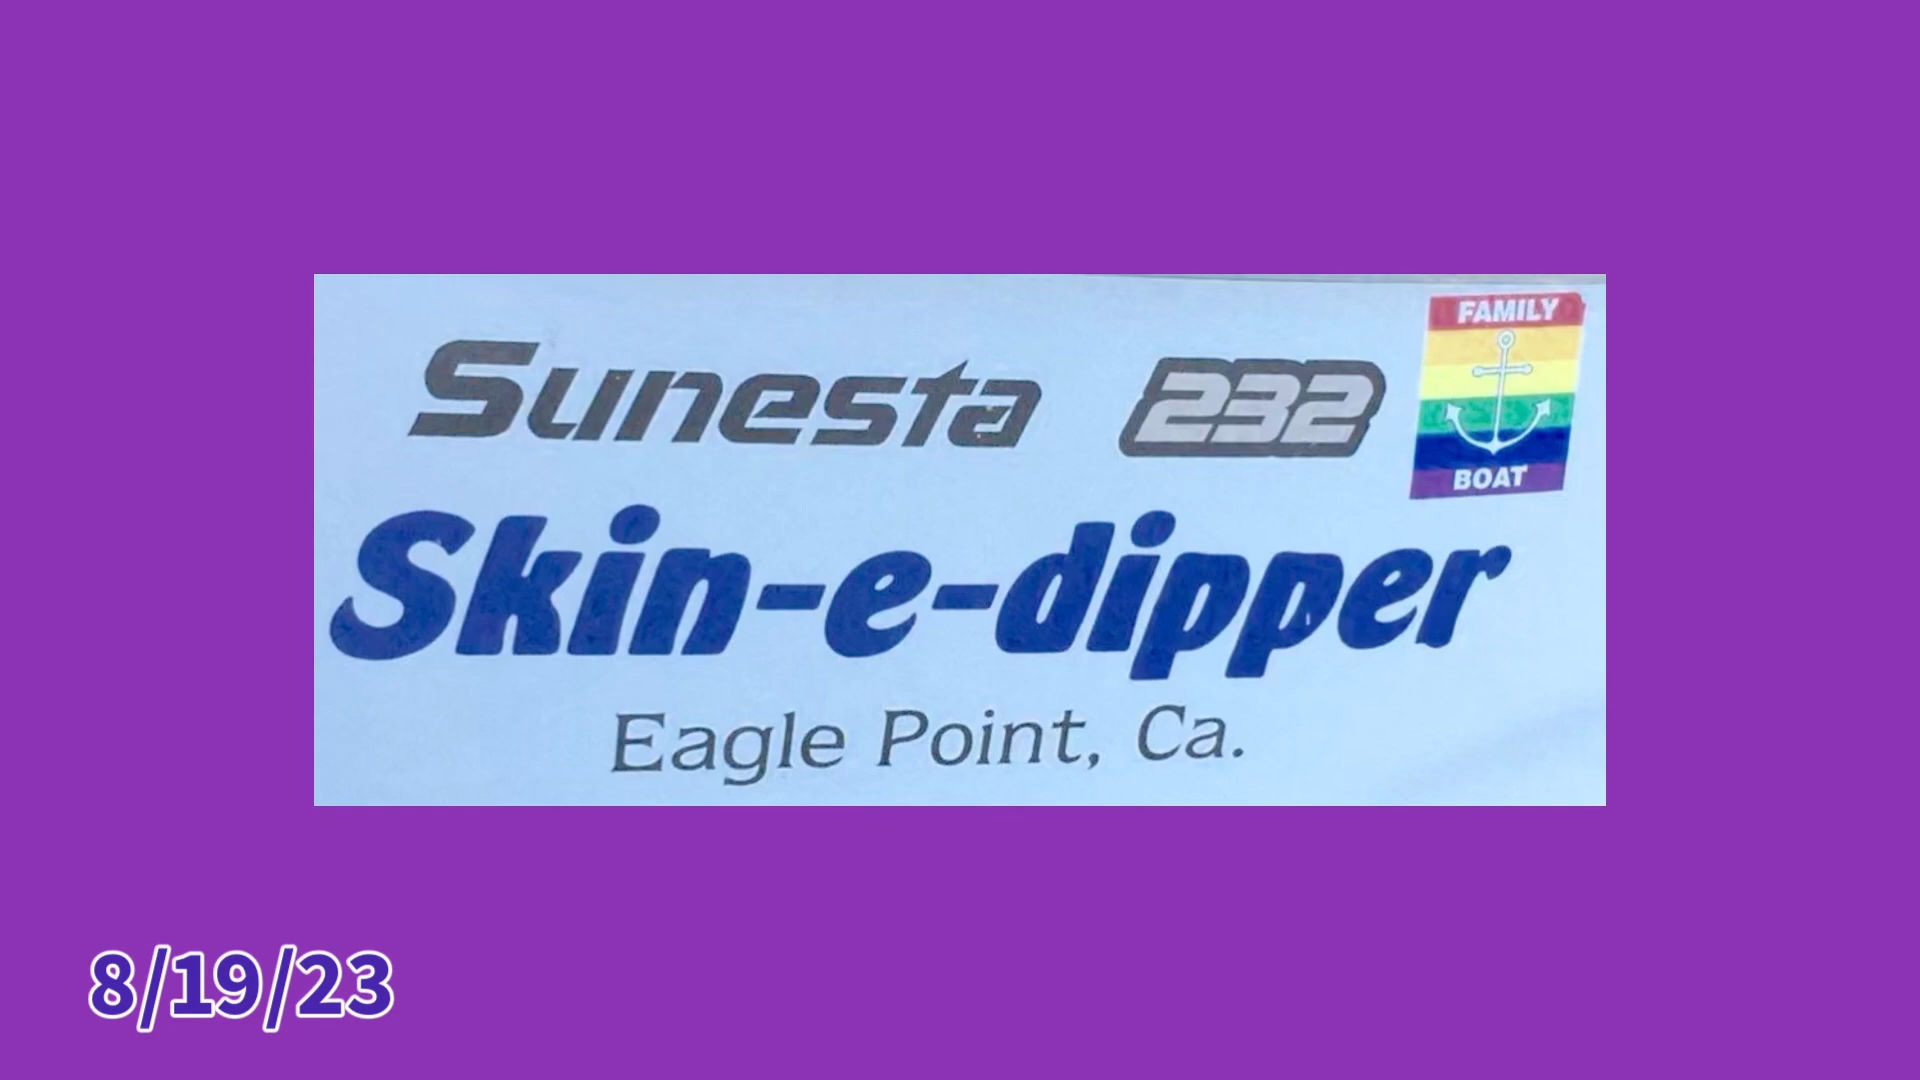 FAMILY
Sunesta 232
BOAT
Skin-e-dipper
Eagle Point, Ca.
8/19/23